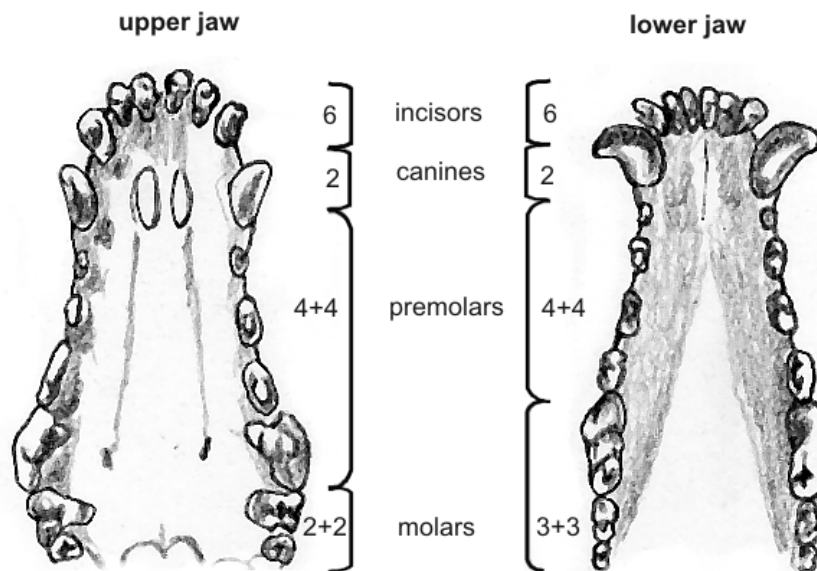 upper jaw lower jaw
6 incisors 6
2 canines 2
4+4 premolars 4+4
2+2 molars 3+3